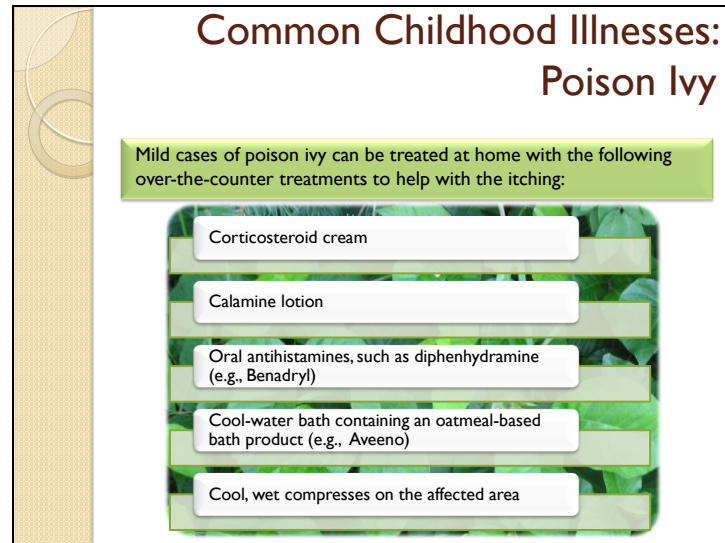 Common Childhood Illnesses:
Poison Ivy
Mild cases of poison ivy can be treated at home with the following
over-the-counter treatments to help with the itching:
Corticosteroid cream
Calamine lotion
Oral antihistamines, such as diphenhydramine
(e.g., Benadryl)
Cool-water bath containing an oatmeal-based
bath product (e.g., Aveeno)
Cool, wet compresses on the affected area